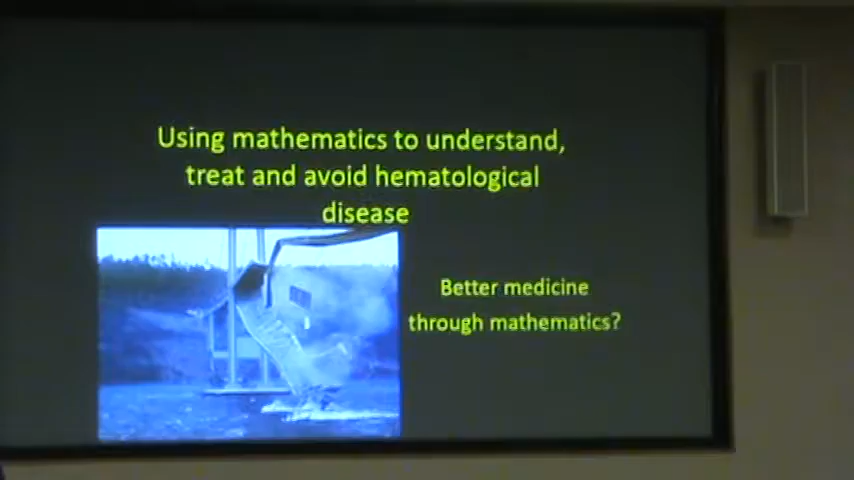 Using mathematics to understand,
treat and avoid hematological
disease
Better medicine
through mathematics?